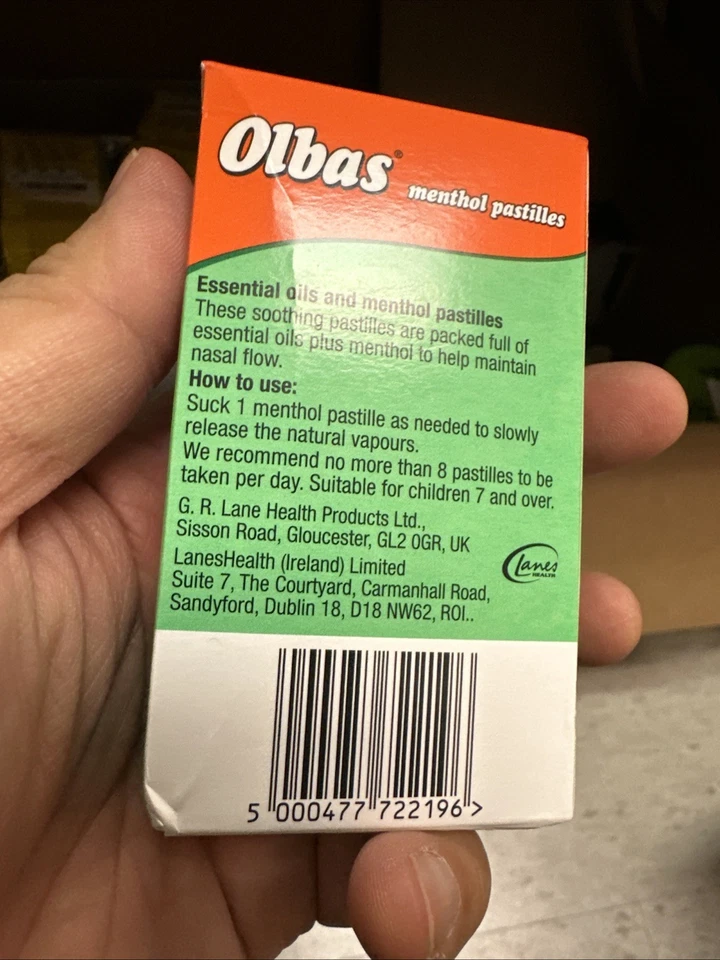 Olbas®
menthol pastilles
Essential oils and menthol pastilles
These soothing pastilles are packed full of
essential oils plus menthol to help maintain
nasal flow.
How to use:
Suck 1 menthol pastille as needed to slowly
release the natural vapours.
We recommend no more than 8 pastilles to be
taken per day. Suitable for children 7 and over.
G. R. Lane Health Products Ltd.,
Sisson Road, Gloucester, GL2 0GR, UK
LanesHealth (Ireland) Limited
Suite 7, The Courtyard, Carmanhall Road,
Sandyford, Dublin 18, D18 NW62, ROI..
Lanes
HEALTH
5 000477 722196 >